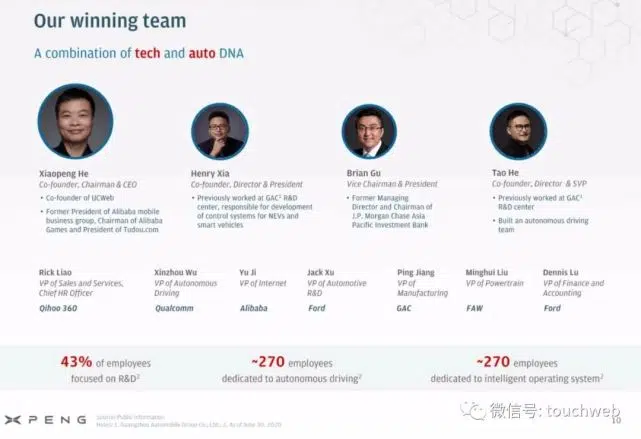 Our winning team
A combination of tech and auto DNA
Xiaopeng He
Co-founder, Chairman & CEO
• Co-founder of UCWeb
• Former President of Alibaba mobile
business group, Chairman of Alibaba
Games and President of Tudou.com
Henry Xia
Co-founder, Director & President
• Previously worked at GAC¹ R&D
center, responsible for development
of control systems for NEVs and
smart vehicles
Brian Gu
Vice Chairman & President
• Former Managing
Director and Chairman of
J.P. Morgan Chase Asia
Pacific Investment Bank
Tao He
Co-founder, Director & SVP
• Previously worked at GAC¹
R&D center
• Built an autonomous driving
team
Rick Liao
VP of Sales and Services,
Chief HR Officer
Qihoo 360
Xinzhou Wu
VP of Autonomous
Driving
Qualcomm
Yu Ji
VP of Internet
Alibaba
Jack Xu
VP of Automotive
R&D
Ford
Ping Jiang
VP of
Manufacturing
GAC
Minghui Liu
VP of Powertrain
FAW
Dennis Lu
VP of Finance and
Accounting
Ford
43% of employees
focused on R&D²
~270 employees
dedicated to autonomous driving²
~270 employees
dedicated to intelligent operating system²
XPENG
Source: Public Information
Notes: 1. Guangzhou Automobile Group Co., Ltd.; 2. As of June 30, 2020
微信号: touchweb
10